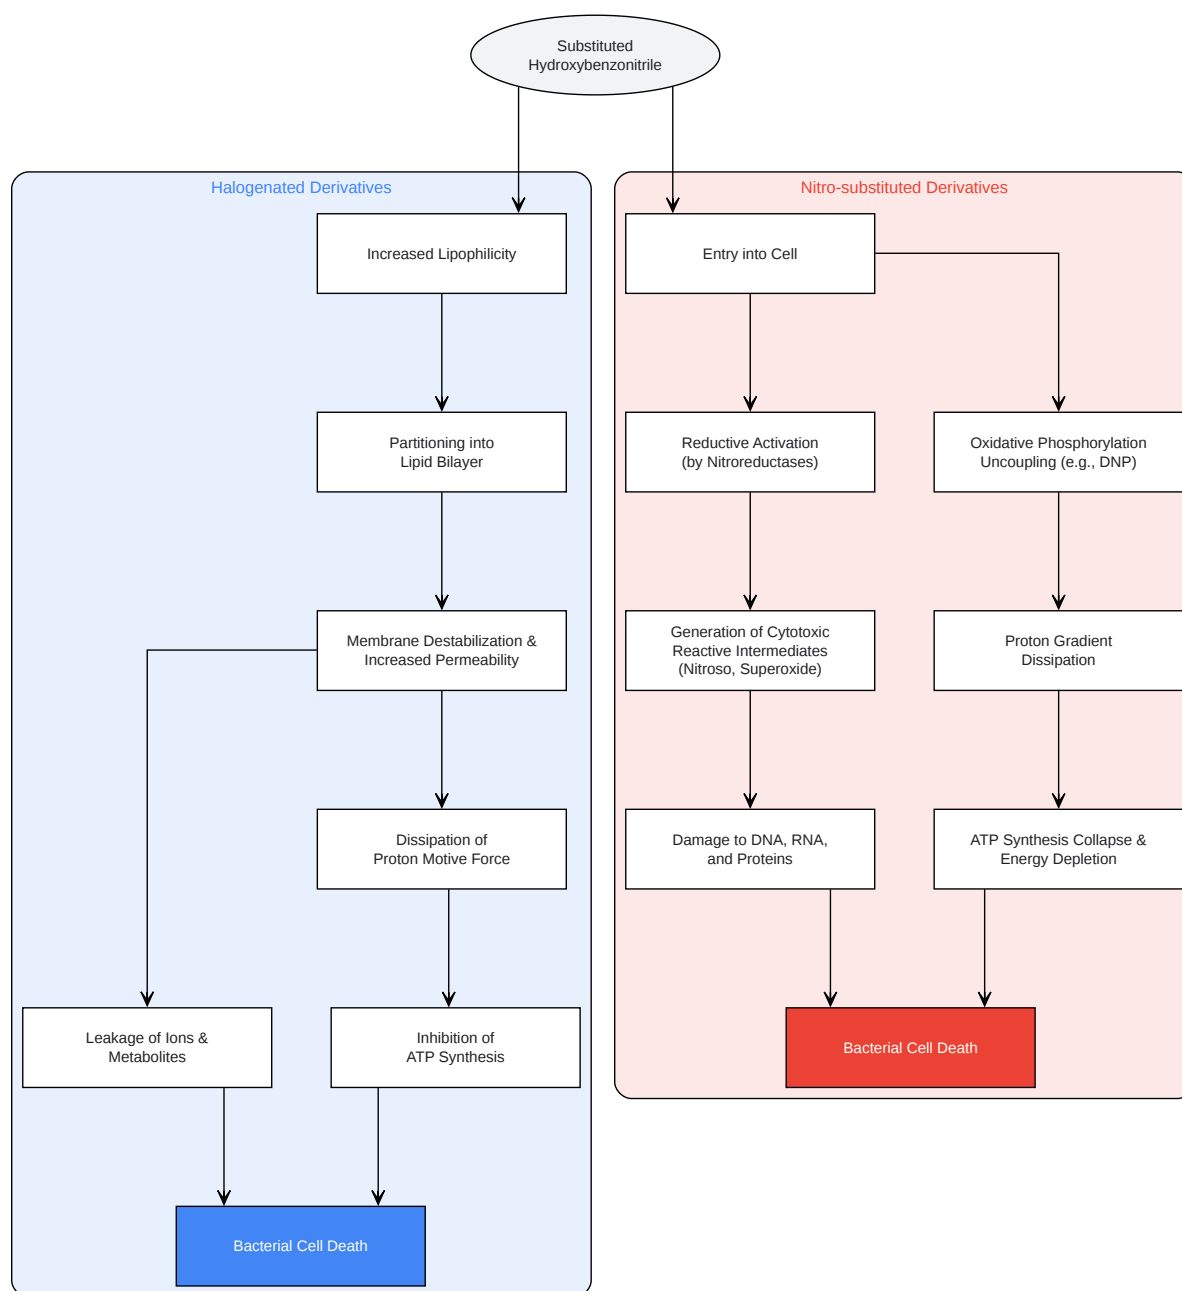 Substituted
Hydroxybenzonitrile
Halogenated Derivatives
Increased Lipophilicity
Partitioning into
Lipid Bilayer
Membrane Destabilization &
Increased Permeability
Dissipation of
Proton Motive Force
Leakage of Ions &
Metabolites
Inhibition of
ATP Synthesis
Bacterial Cell Death
Nitro-substituted Derivatives
Entry into Cell
Reductive Activation
(by Nitroreductases)
Oxidative Phosphorylation
Uncoupling (e.g., DNP)
Generation of Cytotoxic
Reactive Intermediates
(Nitroso, Superoxide)
Proton Gradient
Dissipation
Damage to DNA, RNA,
and Proteins
ATP Synthesis Collapse &
Energy Depletion
Bacterial Cell Death